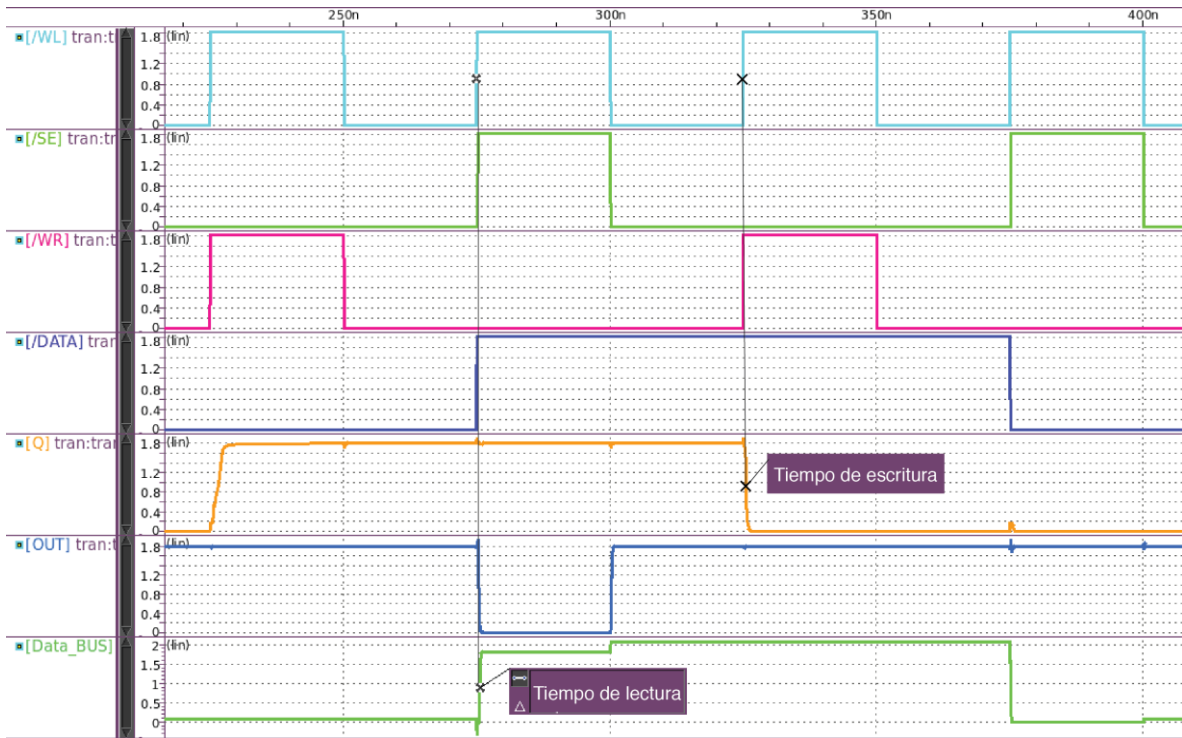 250n 300n 350n 400n
[/WL] tran:t
1.8 (lin)
1.2
0.8
0.4
0
[/SE] tran:tr
1.8 (lin)
1.2
0.8
0.4
0
[/WR] tran:t
1.8 (lin)
1.2
0.8
0.4
0
[/DATA] tran
1.8 (lin)
1.2
0.8
0.4
0
[Q] tran:trar
1.8 (lin)
1.2
0.8
0.4
0
Tiempo de escritura
[OUT] tran:t
1.8 (lin)
1.2
0.8
0.4
0
[Data_BUS]
2 (lin)
1.5
1
0.5
0
Tiempo de lectura